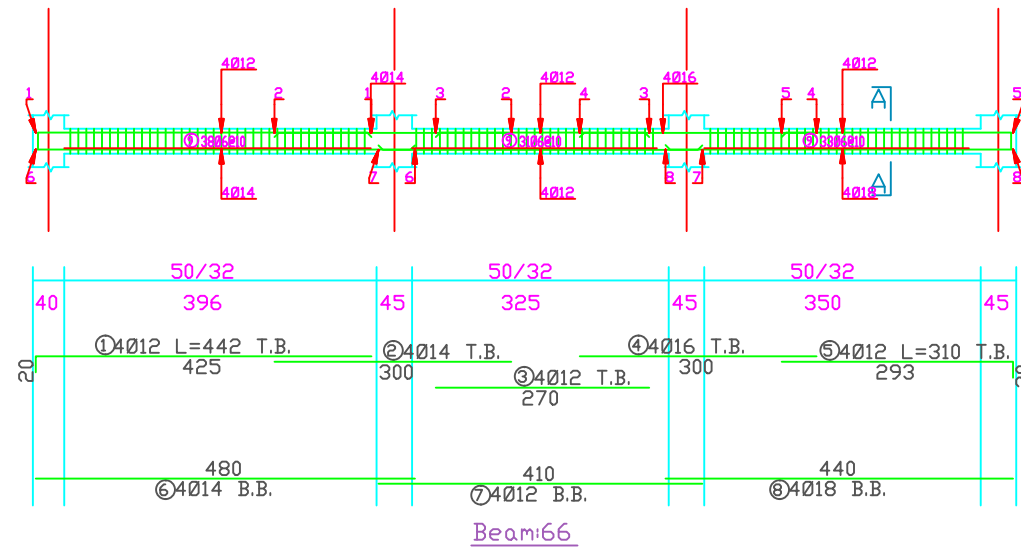 4Ø12
4Ø14
4Ø12
4Ø16
4Ø12
1
2
1
3
2
4
3
5
4
A
5
9 38Ø6@10
9 31Ø6@10
9 33Ø6@10
6
4Ø14
7
6
4Ø12
8
7
4Ø18
A
8
50/32
50/32
50/32
40
396
45
325
45
350
45
1 4Ø12 L=442 T.B.
2 4Ø14 T.B.
4 4Ø16 T.B.
5 4Ø12 L=310 T.B.
20
425
300
300
293
3 4Ø12 T.B.
270
480
410
440
6 4Ø14 B.B.
7 4Ø12 B.B.
8 4Ø18 B.B.
Beam:66